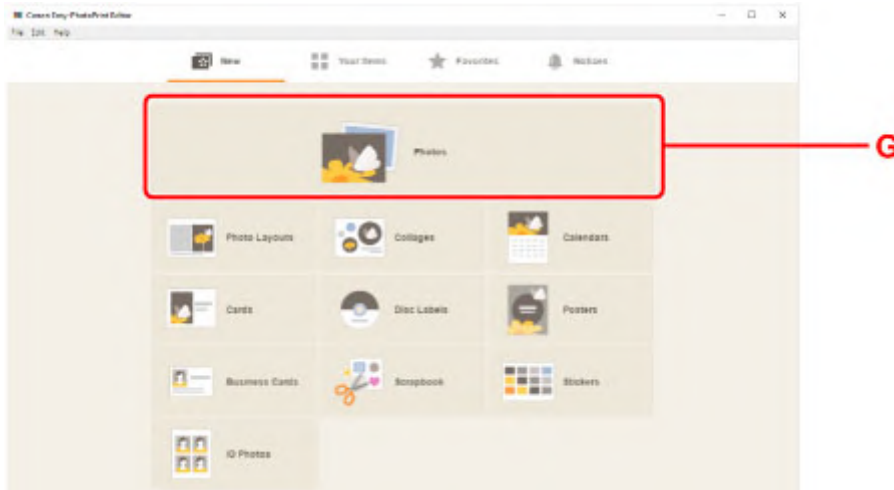 Canon Easy-PhotoPrint Editor
File Edit Help
New Your Items Favorites Notices
Photos
G
Photo Layouts Collages Calendars
Cards Disc Labels Posters
Business Cards Scrapbook Stickers
ID Photos